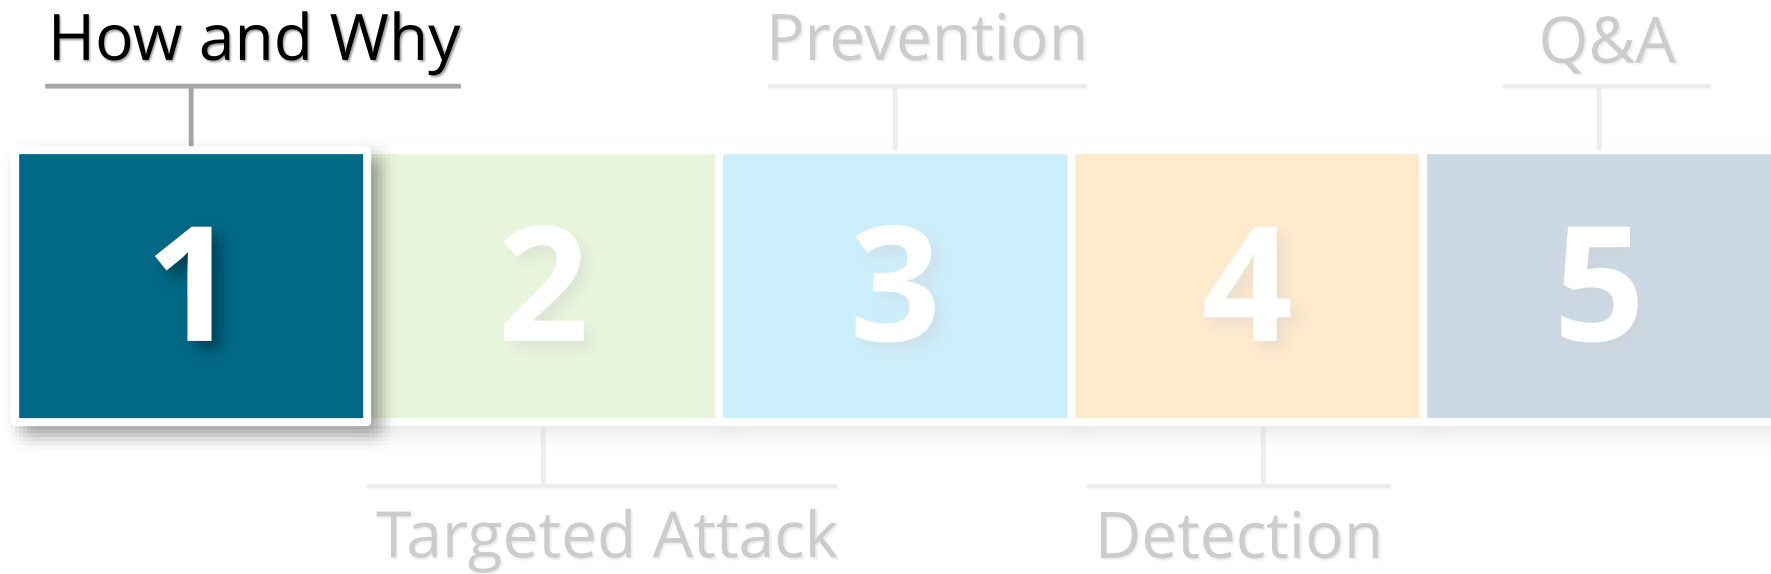 How and Why
Prevention
Q&A
1
2
3
4
5
Targeted Attack
Detection